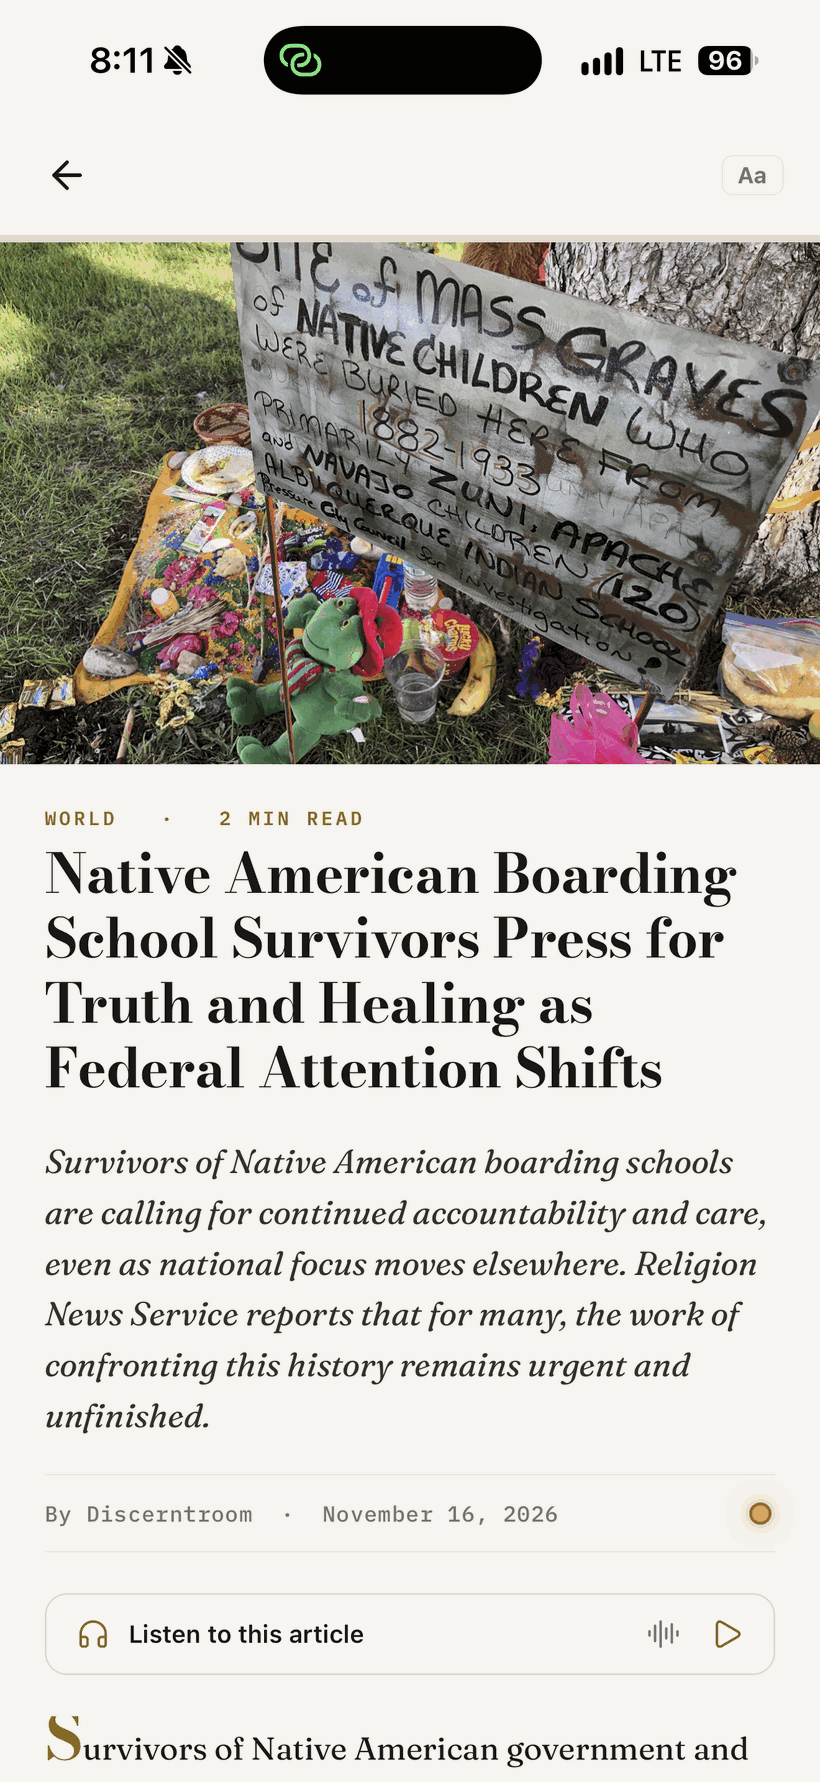 8:11
LTE
96
Aa
SITE of MASS GRAVES
of NATIVE CHILDREN WHO
WERE BURIED HERE FROM
1882-1933
PRIMARILY ZUNI, APACHE
and NAVAJO CHILDREN (120)
ALBUQUERQUE INDIAN SCHOOL
Pressure City Council for investigation!
WORLD · 2 MIN READ
Native American Boarding
School Survivors Press for
Truth and Healing as
Federal Attention Shifts
Survivors of Native American boarding schools
are calling for continued accountability and care,
even as national focus moves elsewhere. Religion
News Service reports that for many, the work of
confronting this history remains urgent and
unfinished.
By Discerntroom · November 16, 2026
Listen to this article
Survivors of Native American government and